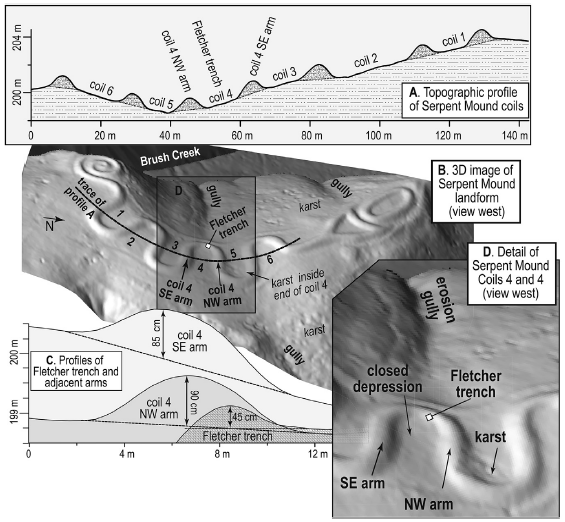 204 m
200 m
coil 6
coil 5
coil 4 NW arm
coil 4
Fletcher trench
coil 4 SE arm
coil 3
coil 2
coil 1
A. Topographic profile
of Serpent Mound coils
0
20 m
40 m
60 m
80 m
100 m
120 m
140 m
Brush Creek
B. 3D image of
Serpent Mound
landform
(view west)
trace of
profile A
N
1
2
3
4
5
6
D
gully
Fletcher
trench
karst
gully
coil 4
SE arm
coil 4
NW arm
karst inside
end of coil 4
karst
gully
D. Detail of
Serpent Mound
Coils 4 and 4
(view west)
200 m
199 m
C. Profiles of
Fletcher trench and
adjacent arms
85 cm
coil 4
SE arm
coil 4
NW arm
90 cm
45 cm
Fletcher trench
0
4 m
8 m
12 m
erosion
gully
closed
depression
Fletcher
trench
karst
SE arm
NW arm